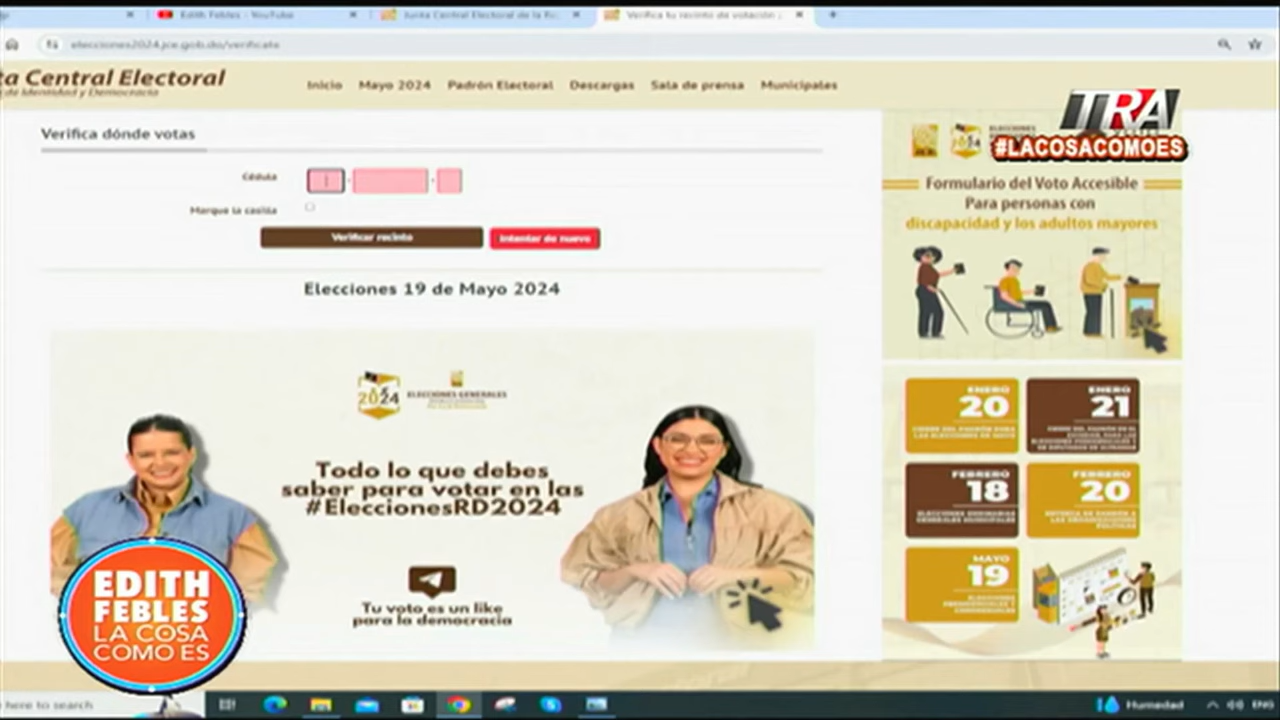 Edith Febles - YouTube
Junta Central Electoral de la
Verifica tu recinto de votación
elecciones2024.jce.gob.do/verificate
ta Central Electoral
de Identidad y Democracia
Inicio Mayo 2024 Padrón Electoral Descargas Sala de prensa Municipales
Verifica dónde votas
Cédula
Marque la casilla
Verificar recinto Intentar de nuevo
Elecciones 19 de Mayo 2024
2024 ELECCIONES GENERALES
Todo lo que debes
saber para votar en las
#EleccionesRD2024
Tu voto es un like
para la democracia
TRA
#LACOSACOMOES
Formulario del Voto Accesible
Para personas con
discapacidad y los adultos mayores
ENERO
20
ENERO
21
FEBRERO
18
FEBRERO
20
MAYO
19
EDITH
FEBLES
LA COSA
COMO ES
here to search
Humedad
ENG